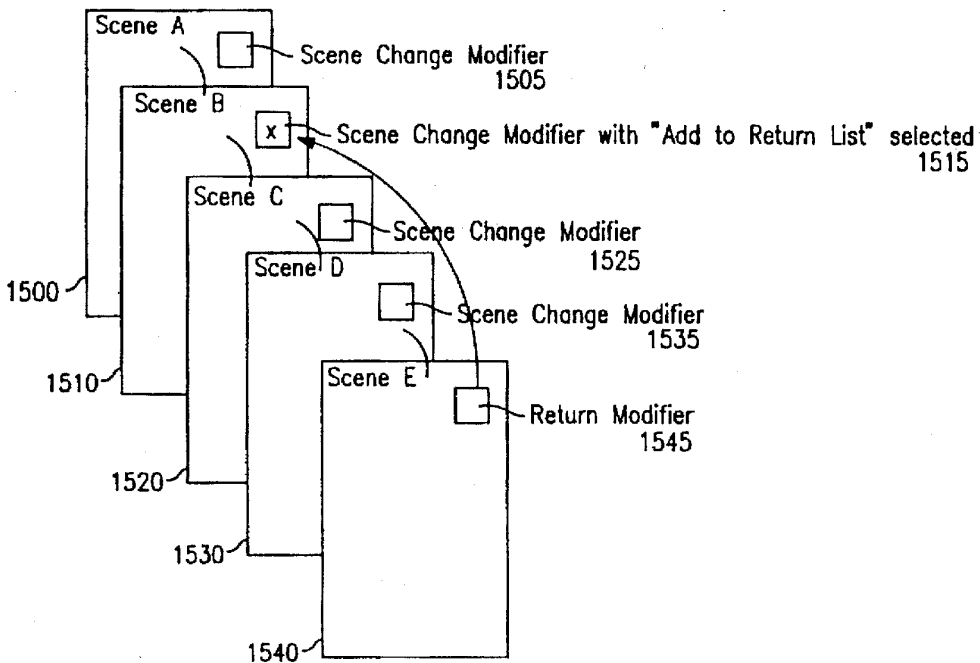 Scene A
Scene Change Modifier
1505
Scene B
x
Scene Change Modifier with "Add to Return List" selected
1515
Scene C
Scene Change Modifier
1525
1500
Scene D
Scene Change Modifier
1535
1510
Scene E
Return Modifier
1545
1520
1530
1540